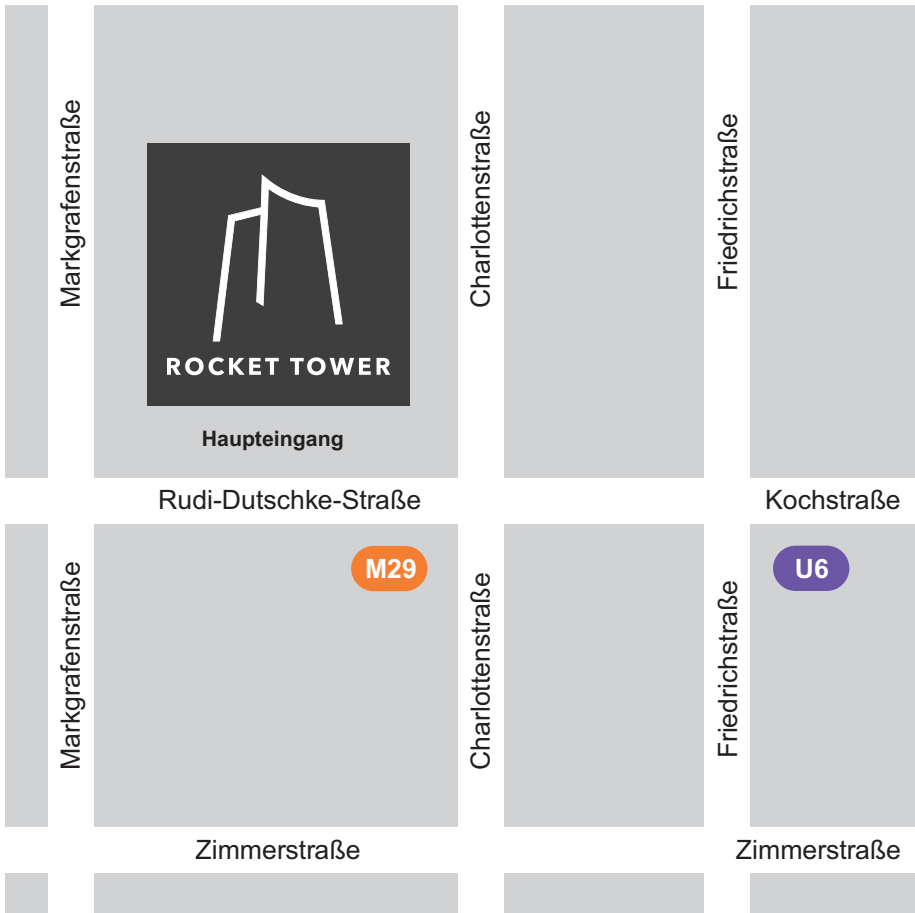 Markgrafenstraße
Charlottenstraße
Friedrichstraße
ROCKET TOWER
Haupteingang
Rudi-Dutschke-Straße
Kochstraße
M29
U6
Markgrafenstraße
Charlottenstraße
Friedrichstraße
Zimmerstraße
Zimmerstraße